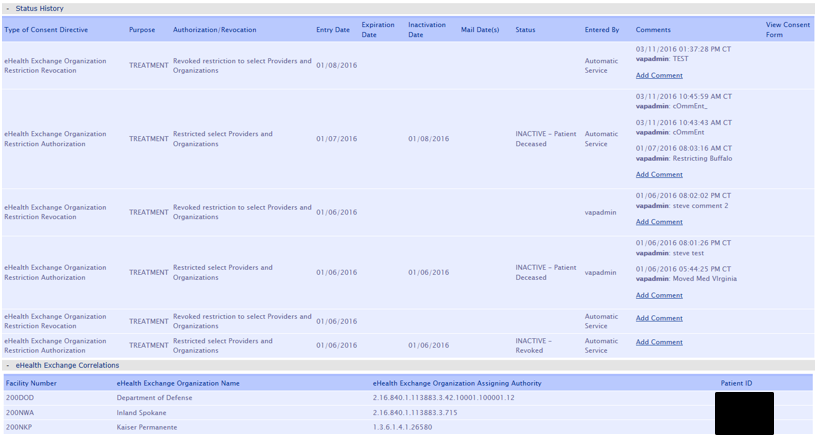 - Status History
Type of Consent Directive Purpose Authorization/Revocation Entry Date Expiration Date Inactivation Date Mail Date(s) Status Entered By Comments View Consent Form
eHealth Exchange Organization Restriction Revocation TREATMENT Revoked restriction to select Providers and Organizations 01/08/2016 Automatic Service
03/11/2016 01:37:28 PM CT
vapadmin: TEST
Add Comment
eHealth Exchange Organization Restriction Authorization TREATMENT Restricted select Providers and Organizations 01/07/2016 01/08/2016 INACTIVE - Patient Deceased Automatic Service
03/11/2016 10:45:59 AM CT
vapadmin: cOmmEnt_
03/11/2016 10:43:43 AM CT
vapadmin: cOmmEnt
01/07/2016 08:03:16 AM CT
vapadmin: Restricting Buffalo
Add Comment
eHealth Exchange Organization Restriction Revocation TREATMENT Revoked restriction to select Providers and Organizations 01/06/2016 vapadmin
01/06/2016 08:02:02 PM CT
vapadmin: steve comment 2
Add Comment
eHealth Exchange Organization Restriction Authorization TREATMENT Restricted select Providers and Organizations 01/06/2016 01/06/2016 INACTIVE - Patient Deceased vapadmin
01/06/2016 08:01:26 PM CT
vapadmin: steve test
01/06/2016 05:44:25 PM CT
vapadmin: Moved Med VIrginia
Add Comment
eHealth Exchange Organization Restriction Revocation TREATMENT Revoked restriction to select Providers and Organizations 01/06/2016 Automatic Service Add Comment
eHealth Exchange Organization Restriction Authorization TREATMENT Restricted select Providers and Organizations 01/06/2016 01/06/2016 INACTIVE - Revoked Automatic Service Add Comment
- eHealth Exchange Correlations
Facility Number eHealth Exchange Organization Name eHealth Exchange Organization Assigning Authority Patient ID
200DOD Department of Defense 2.16.840.1.113883.3.42.10001.100001.12
200NWA Inland Spokane 2.16.840.1.113883.3.715
200NKP Kaiser Permanente 1.3.6.1.4.1.26580